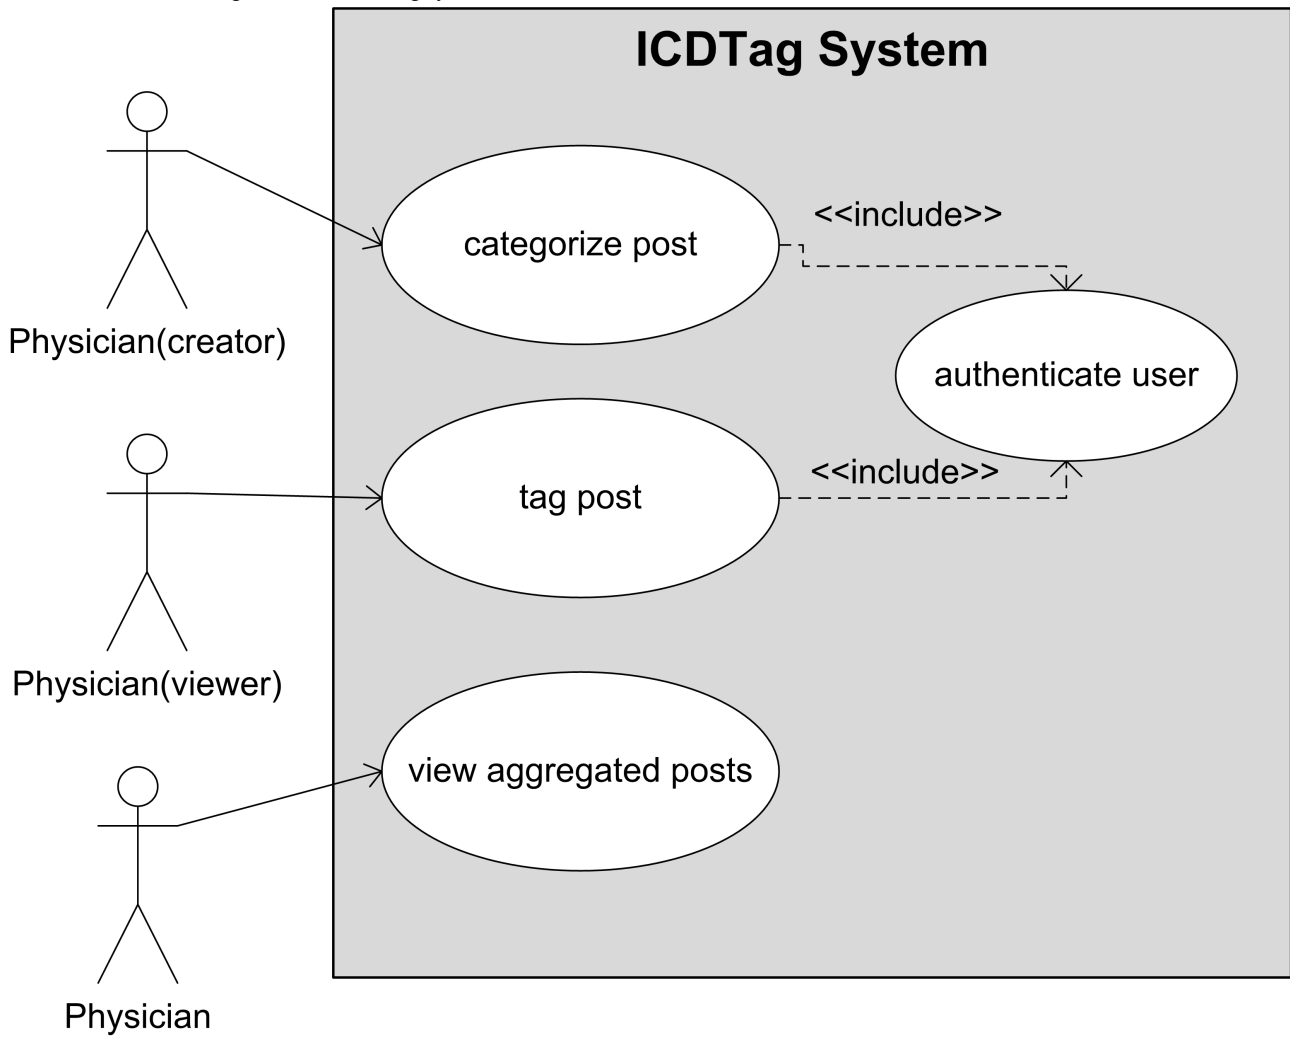 ICDTag System
categorize post
<<include>>
Physician(creator)
authenticate user
<<include>>
tag post
Physician(viewer)
view aggregated posts
Physician